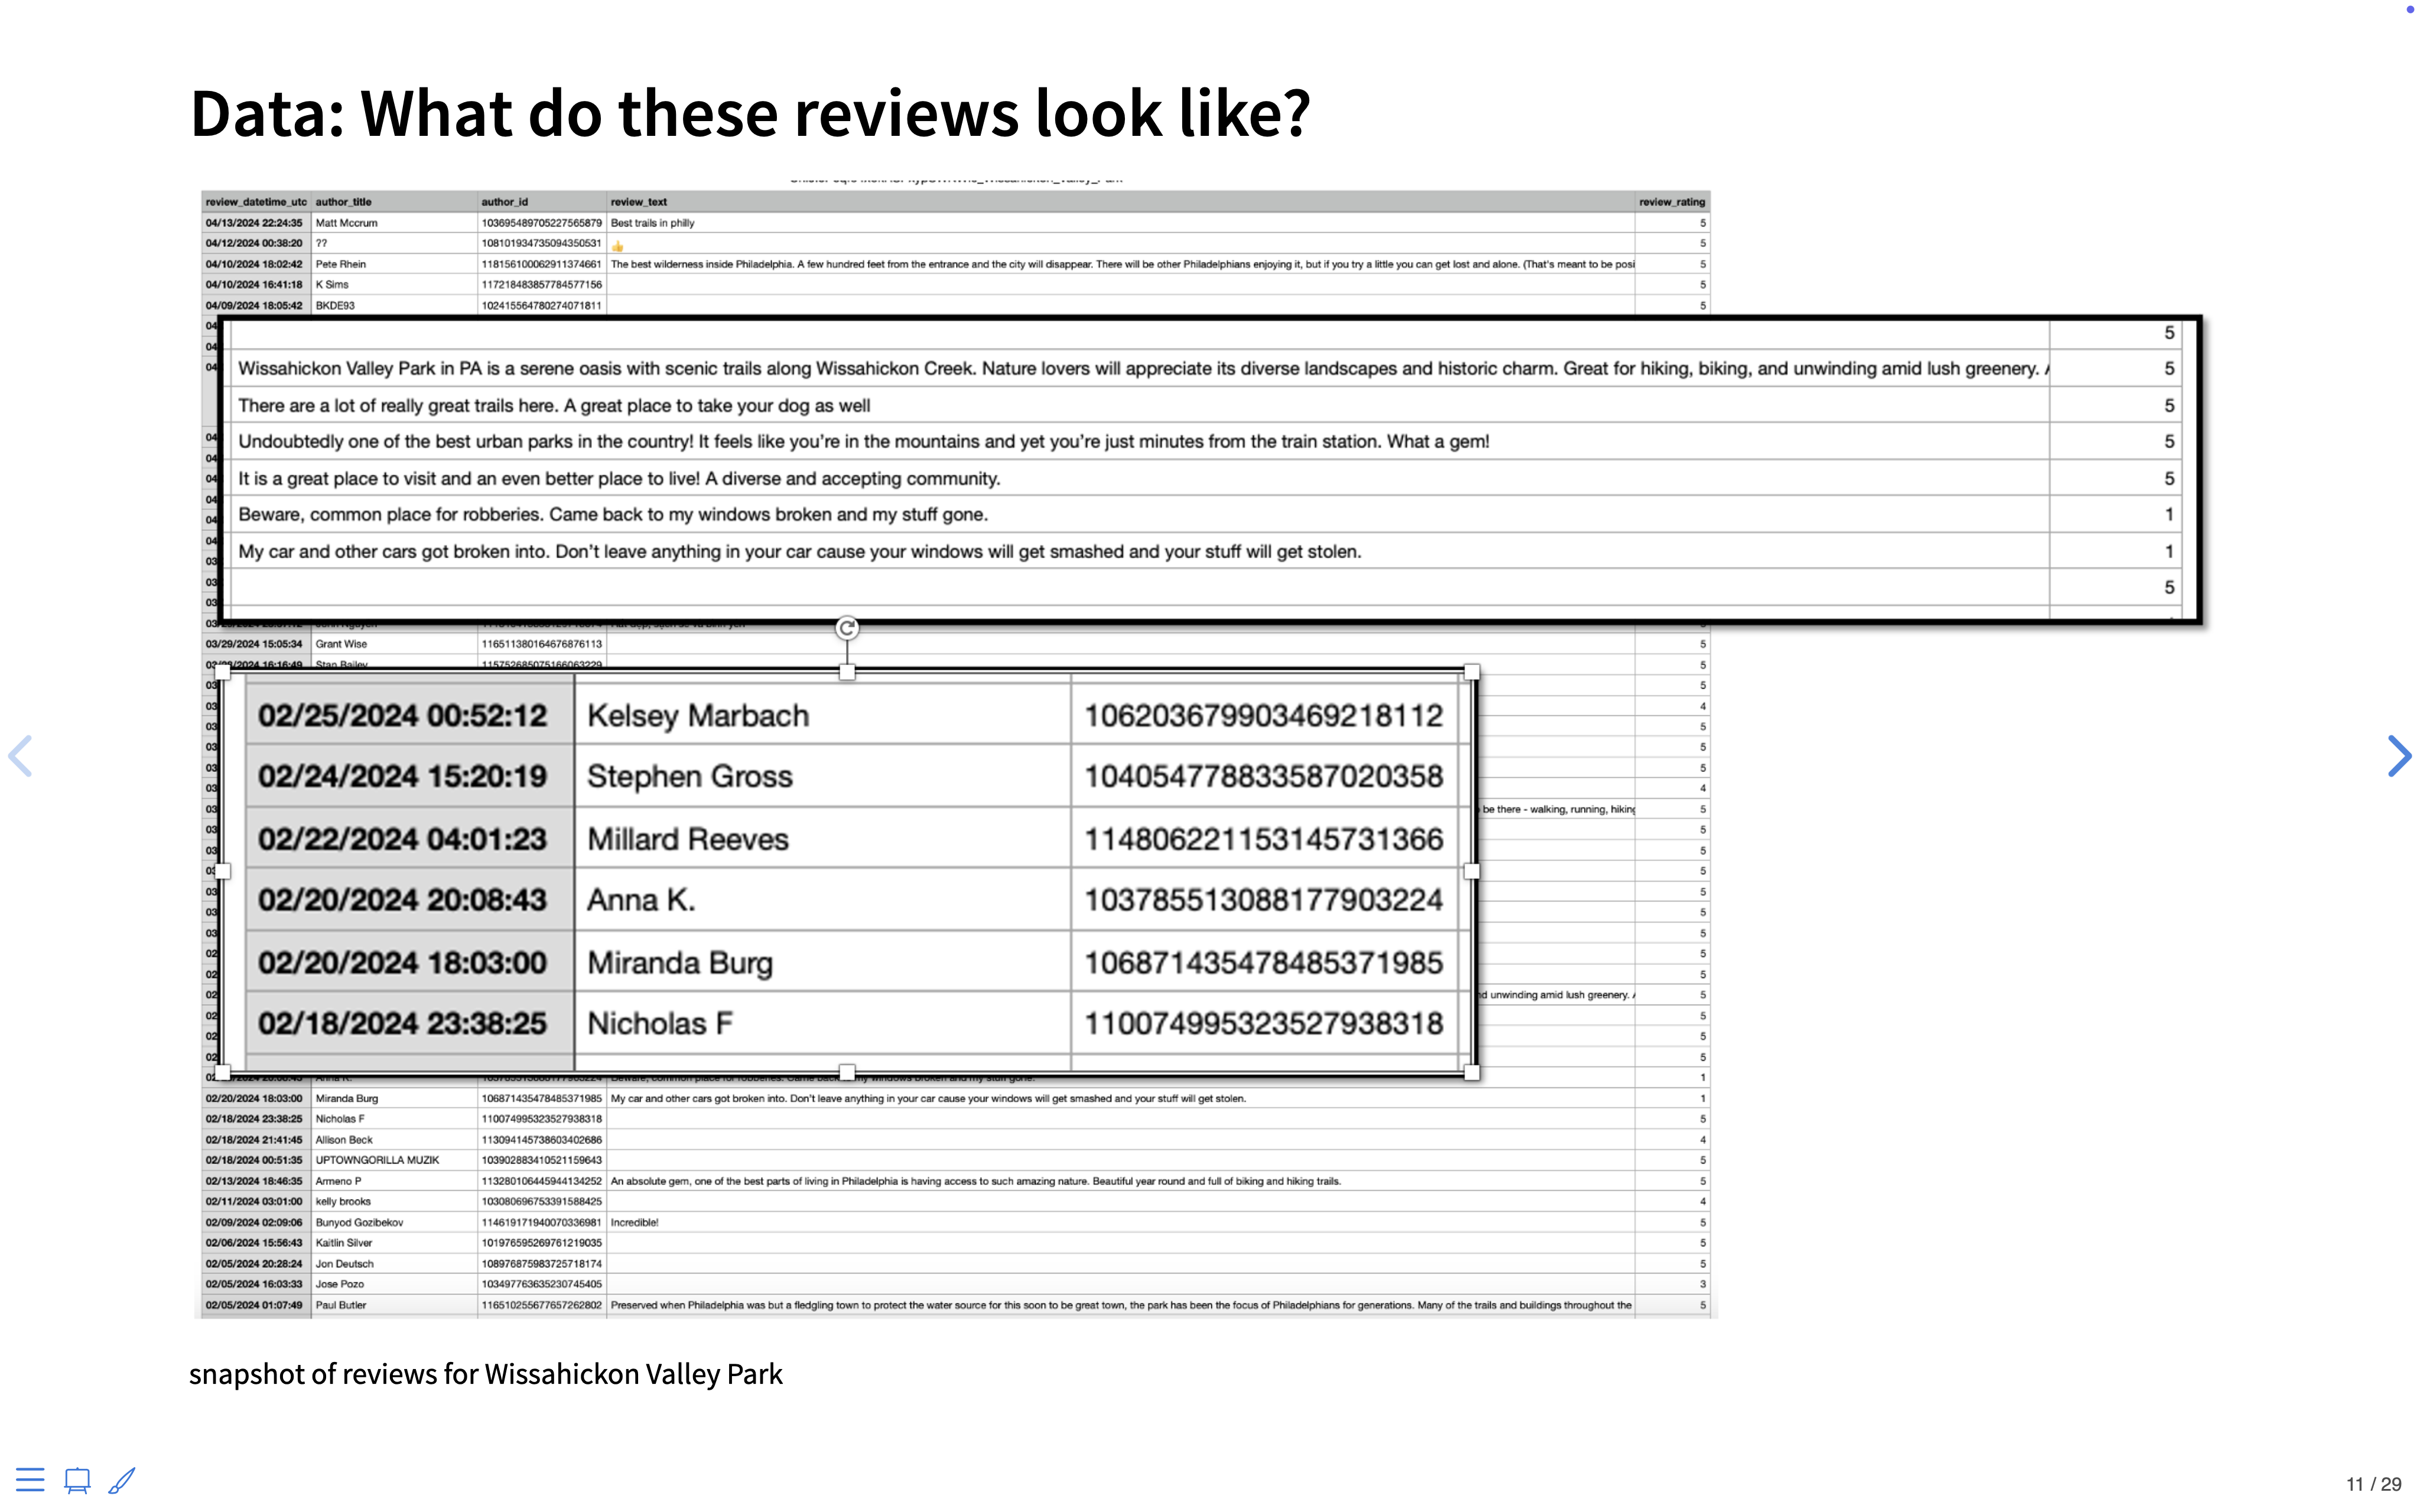 Data: What do these reviews look like?
review_datetime_utc author_title author_id review_text review_rating
04/13/2024 22:24:35 Matt Mccrum 103695489705227565879 Best trails in philly 5
04/12/2024 00:38:20 ?? 108101934735094350531 👍 5
04/10/2024 18:02:42 Pete Rhein 118156100062911374661 The best wilderness inside Philadelphia. A few hundred feet from the entrance and the city will disappear. There will be other Philadelphians enjoying it, but if you try a little you can get lost and alone. (That's meant to be posi 5
04/10/2024 16:41:18 K Sims 117218483857784577156 5
04/09/2024 18:05:42 BKDE93 102415564780274071811 5
5
Wissahickon Valley Park in PA is a serene oasis with scenic trails along Wissahickon Creek. Nature lovers will appreciate its diverse landscapes and historic charm. Great for hiking, biking, and unwinding amid lush greenery. 5
There are a lot of really great trails here. A great place to take your dog as well 5
Undoubtedly one of the best urban parks in the country! It feels like you’re in the mountains and yet you’re just minutes from the train station. What a gem! 5
It is a great place to visit and an even better place to live! A diverse and accepting community. 5
Beware, common place for robberies. Came back to my windows broken and my stuff gone. 1
My car and other cars got broken into. Don’t leave anything in your car cause your windows will get smashed and your stuff will get stolen. 1
5
03/29/2024 15:05:34 Grant Wise 116511380164676876113 5
Stan Bailey 115752685075166063229 5
02/25/2024 00:52:12 Kelsey Marbach 106203679903469218112
02/24/2024 15:20:19 Stephen Gross 104054778833587020358
02/22/2024 04:01:23 Millard Reeves 114806221153145731366
02/20/2024 20:08:43 Anna K. 103785513088177903224
02/20/2024 18:03:00 Miranda Burg 106871435478485371985
02/18/2024 23:38:25 Nicholas F 110074995323527938318
be there - walking, running, hiking 5
nd unwinding amid lush greenery. 5
02/20/2024 18:03:00 Miranda Burg 106871435478485371985 My car and other cars got broken into. Don't leave anything in your car cause your windows will get smashed and your stuff will get stolen. 1
02/18/2024 23:38:25 Nicholas F 110074995323527938318 5
02/18/2024 21:41:45 Allison Beck 113094145738603402686 4
02/18/2024 00:51:35 UPTOWNGORILLA MUZIK 103902883410521159643 5
02/13/2024 18:46:35 Armeno P 113280106445944134252 An absolute gem, one of the best parts of living in Philadelphia is having access to such amazing nature. Beautiful year round and full of biking and hiking trails. 5
02/11/2024 03:01:00 kelly brooks 103080696753391588425 4
02/09/2024 02:09:06 Bunyod Gozibekov 114619171940070336981 Incredible! 5
02/06/2024 15:56:43 Kaitlin Silver 101976595269761219035 5
02/05/2024 20:28:24 Jon Deutsch 108976875983725718174 5
02/05/2024 16:03:33 Jose Pozo 103497763635230745405 3
02/05/2024 01:07:49 Paul Butler 116510255677657262802 Preserved when Philadelphia was but a fledgling town to protect the water source for this soon to be great town, the park has been the focus of Philadelphians for generations. Many of the trails and buildings throughout the 5
snapshot of reviews for Wissahickon Valley Park
11 / 29